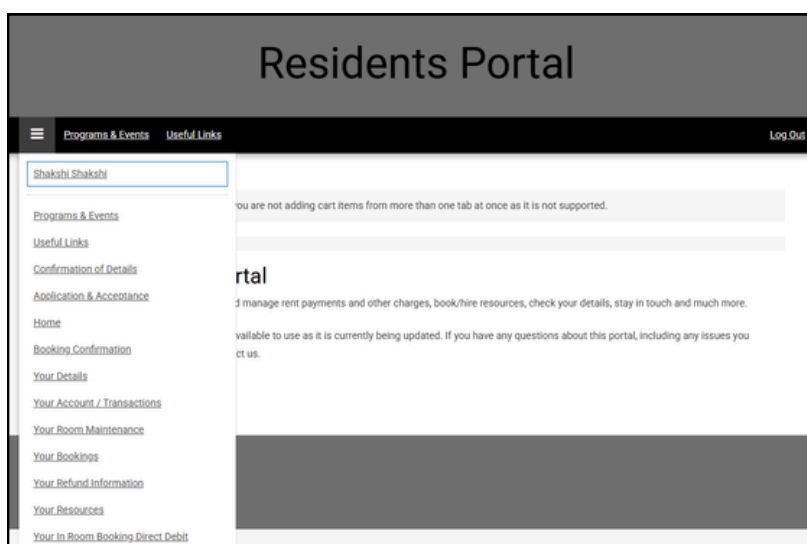 Residents Portal
Programs & Events
Useful Links
Log Out
Shakshi Shakshi
Programs & Events
Useful Links
Confirmation of Details
Application & Acceptance
Home
Booking Confirmation
Your Details
Your Account / Transactions
Your Room Maintenance
Your Bookings
Your Refund Information
Your Resources
Your In Room Booking Direct Debit
you are not adding cart items from more than one tab at once as it is not supported.
rtal
manage rent payments and other charges, book/hire resources, check your details, stay in touch and much more.
vailable to use as it is currently being updated. If you have any questions about this portal, including any issues you
ct us.